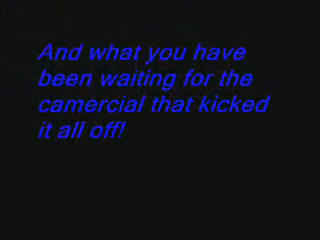 And what you have
been waiting for the
camercial that kicked
it all off!